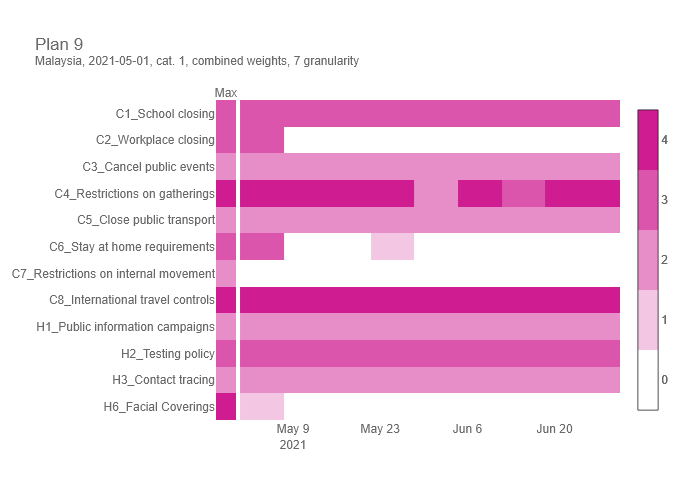 Plan 9
Malaysia, 2021-05-01, cat. 1, combined weights, 7 granularity
Max
C1_School closing
C2_Workplace closing
C3_Cancel public events
C4_Restrictions on gatherings
C5_Close public transport
C6_Stay at home requirements
C7_Restrictions on internal movement
C8_International travel controls
H1_Public information campaigns
H2_Testing policy
H3_Contact tracing
H6_Facial Coverings
May 9
2021
May 23
Jun 6
Jun 20
4
3
2
1
0